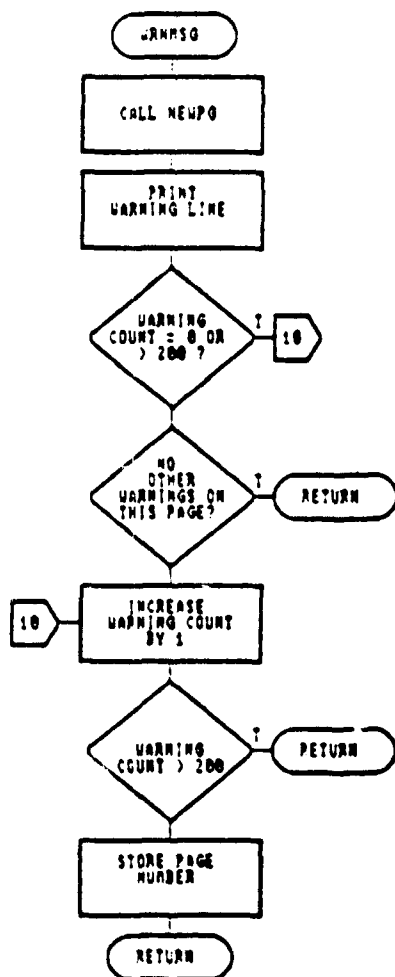 WRNMSG
CALL NEWPG
PRINT
WARNING LINE
WARNING
COUNT = 0 OR
> 200 ?
T
10
NO
OTHER
WARNINGS ON
THIS PAGE?
T
RETURN
10
INCREASE
WARNING COUNT
BY 1
WARNING
COUNT > 200
T
RETURN
STORE PAGE
NUMBER
RETURN